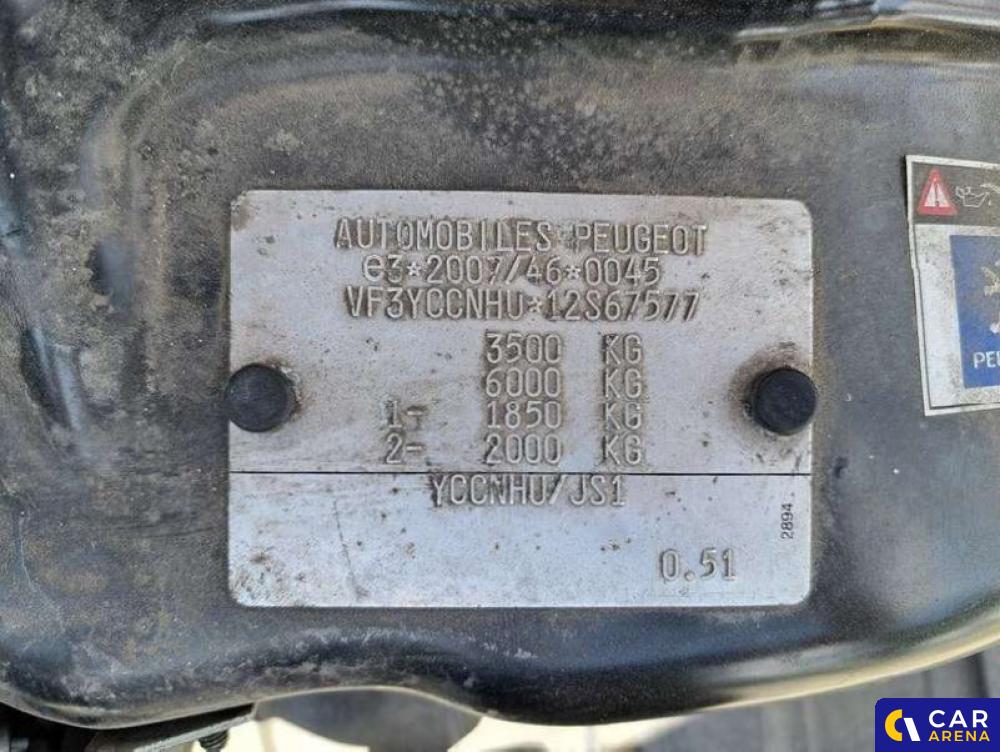 AUTOMOBILES PEUGEOT
e3*2007/46*0045
VF3YCCNHU*12S67577
3500 KG
6000 KG
1- 1850 KG
2- 2000 KG
YCCNHU/JS1
2894
0.51
CAR
ARENA